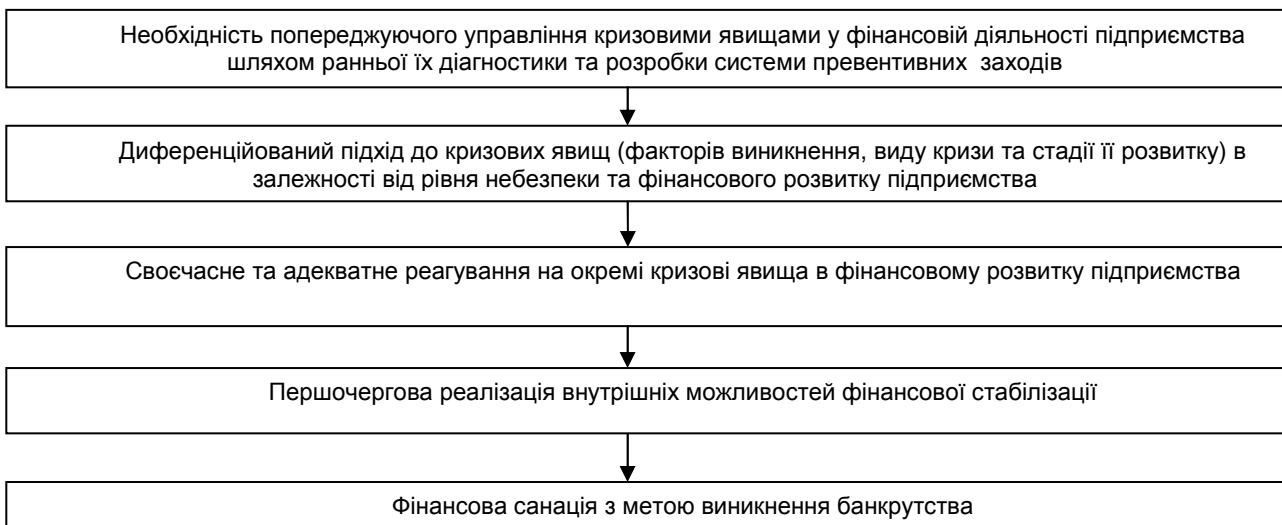 Необхідність попереджуючого управління кризовими явищами у фінансовій діяльності підприємства
шляхом ранньої їх діагностики та розробки системи превентивних заходів
Диференційований підхід до кризових явищ (факторів виникнення, виду кризи та стадії її розвитку) в
залежності від рівня небезпеки та фінансового розвитку підприємства
Своєчасне та адекватне реагування на окремі кризові явища в фінансовому розвитку підприємства
Першочергова реалізація внутрішніх можливостей фінансової стабілізації
Фінансова санація з метою виникнення банкрутства